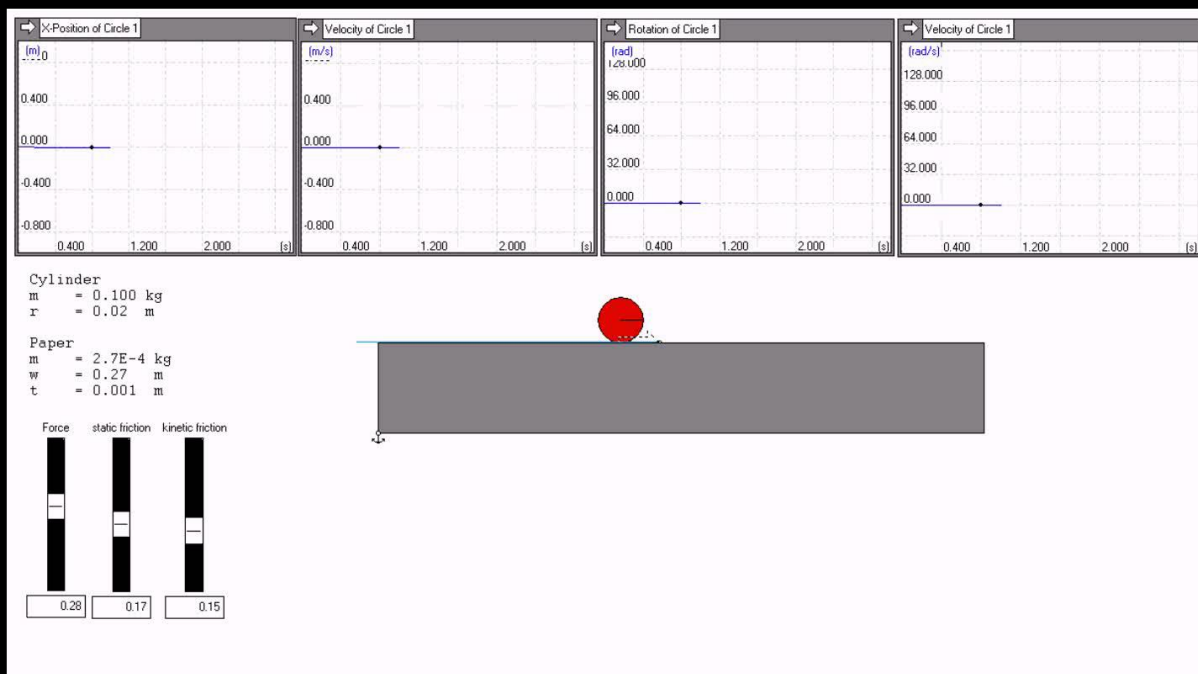 X-Position of Circle 1
(m)
0.400
0.000
-0.400
-0.800
0.400 1.200 2.000 (s)
Velocity of Circle 1
(m/s)
0.400
0.000
-0.400
-0.800
0.400 1.200 2.000 (s)
Rotation of Circle 1
(rad)
128.000
96.000
64.000
32.000
0.000
0.400 1.200 2.000 (s)
Velocity of Circle 1
(rad/s)
128.000
96.000
64.000
32.000
0.000
0.400 1.200 2.000 (s)
Cylinder
m = 0.100 kg
r = 0.02 m
Paper
m = 2.7E-4 kg
w = 0.27 m
t = 0.001 m
Force static friction kinetic friction
0.28 0.17 0.15